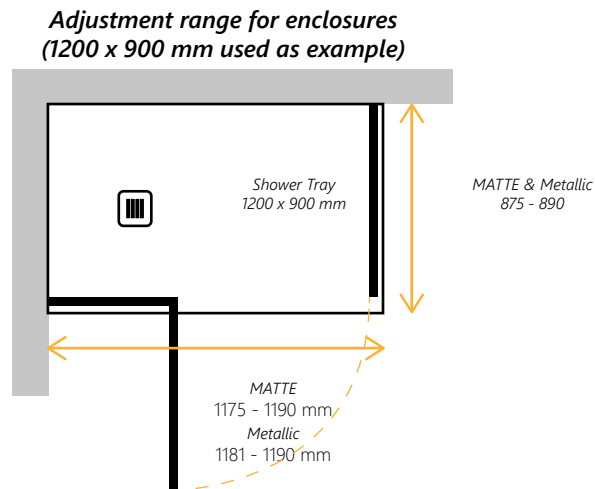 Adjustment range for enclosures
(1200 x 900 mm used as example)
Shower Tray
1200 x 900 mm
MATTE & Metallic
875 - 890
MATTE
1175 - 1190 mm
Metallic
1181 - 1190 mm